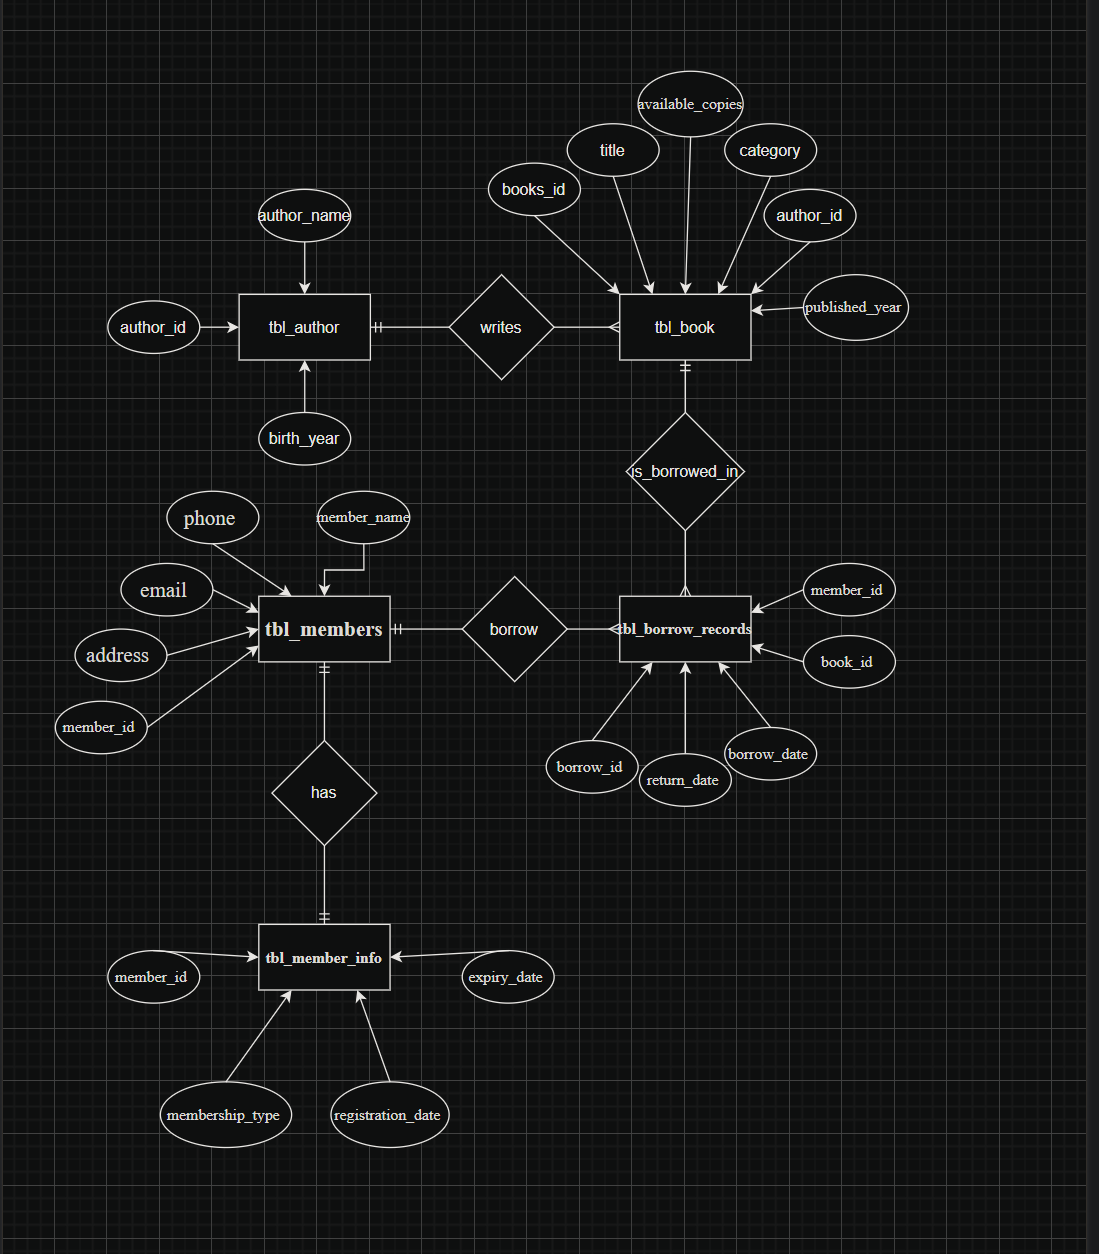 available_copies
title
category
books_id
author_name
author_id
published_year
author_id
tbl_author
writes
tbl_book
birth_year
is_borrowed_in
phone
member_name
email
member_id
tbl_members
borrow
tbl_borrow_records
address
book_id
member_id
borrow_date
borrow_id
return_date
has
tbl_member_info
member_id
expiry_date
membership_type
registration_date